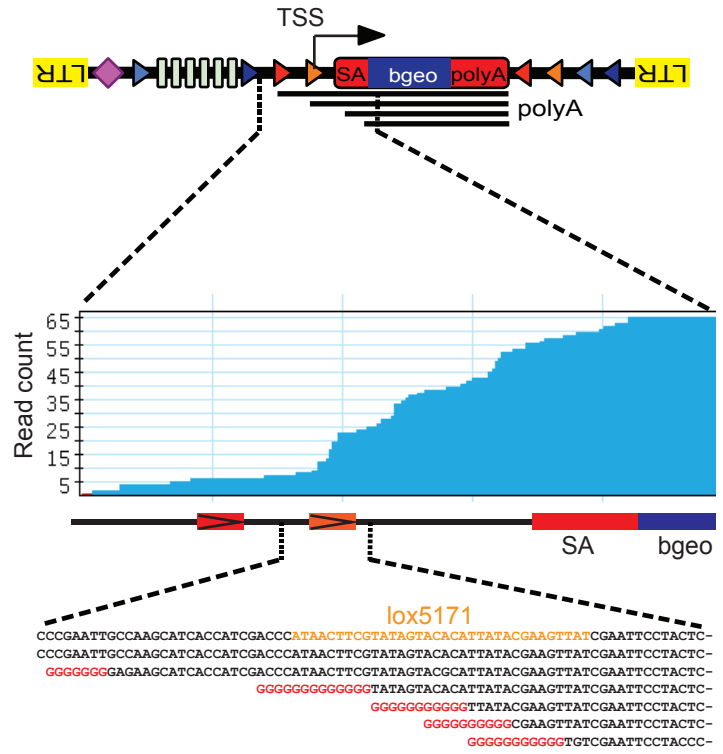 TSS
LTR SA bgeo polyA LTR
polyA
Read count
65
55
45
35
25
15
5
SA bgeo
lox5171
CCCGAATTGCCAAGCATCACCATCGACCCATAACTTCGTATAGTACACATTATACGAAGTTATCGAATTCCTACTC-
CCCGAATTGCCAAGCATCACCATCGACCCATAACTTCGTATAGTACACATTATACGAAGTTATCGAATTCCTACTC-
GGGGGGGGAGAAGCATCACCATCGACCCATAACTTCGTATAGTACGCATTATACGAAGTTATCGAATTCCTACTC-
GGGGGGGGGGGGGTATAGTACACATTATACGAAGTTATCGAATTCCTACTC-
GGGGGGGGGGGTTATACGAAGTTATCGAATTCCTACTC-
GGGGGGGGGGCGAAGTTATCGAATTCCTACTC-
GGGGGGGGGGGTGTCGAATTCCTACCC-